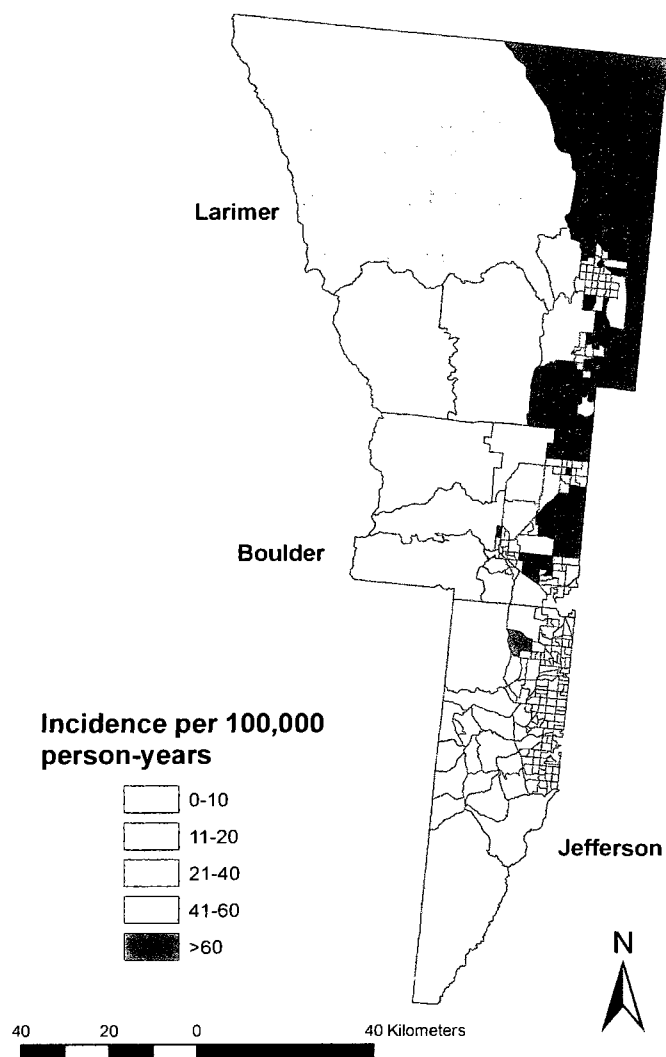 Larimer
Boulder
Incidence per 100,000
person-years
0-10
11-20
21-40
41-60
>60
Jefferson
N
40 20 0 40 Kilometers